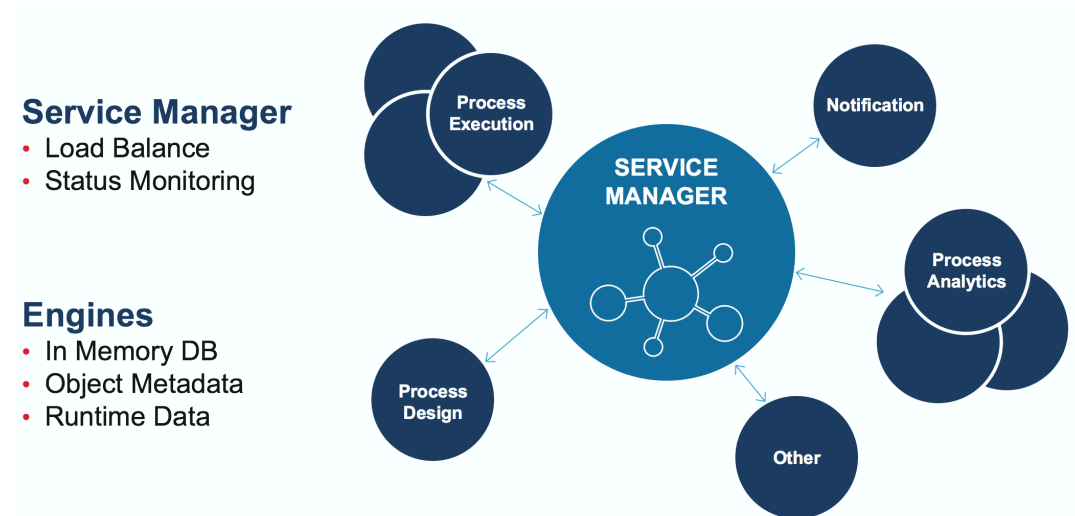 Service Manager
• Load Balance
• Status Monitoring
Engines
• In Memory DB
• Object Metadata
• Runtime Data
Process
Execution
Notification
SERVICE
MANAGER
Process
Analytics
Process
Design
Other